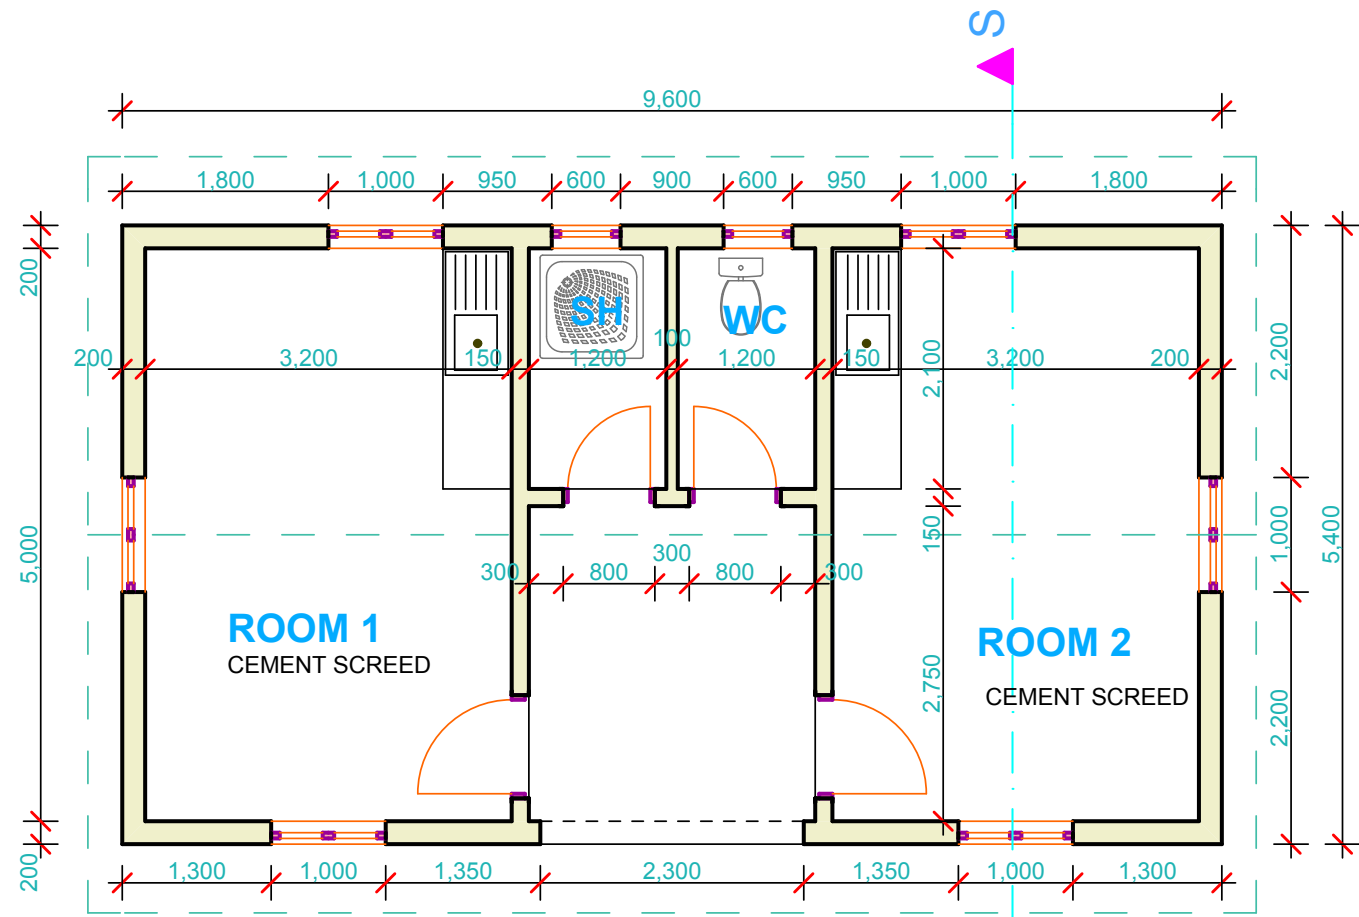 S
9,600
1,800 1,000 950 600 900 600 950 1,000 1,800
200
SH
WC
200 3,200 150 1,200 100 1,200 150 2,100 3,200 200
2,200
5,000
300 800 300 800 300
150
1,000
5,400
ROOM 1
CEMENT SCREED
ROOM 2
CEMENT SCREED
2,750
2,200
200
1,300 1,000 1,350 2,300 1,350 1,000 1,300